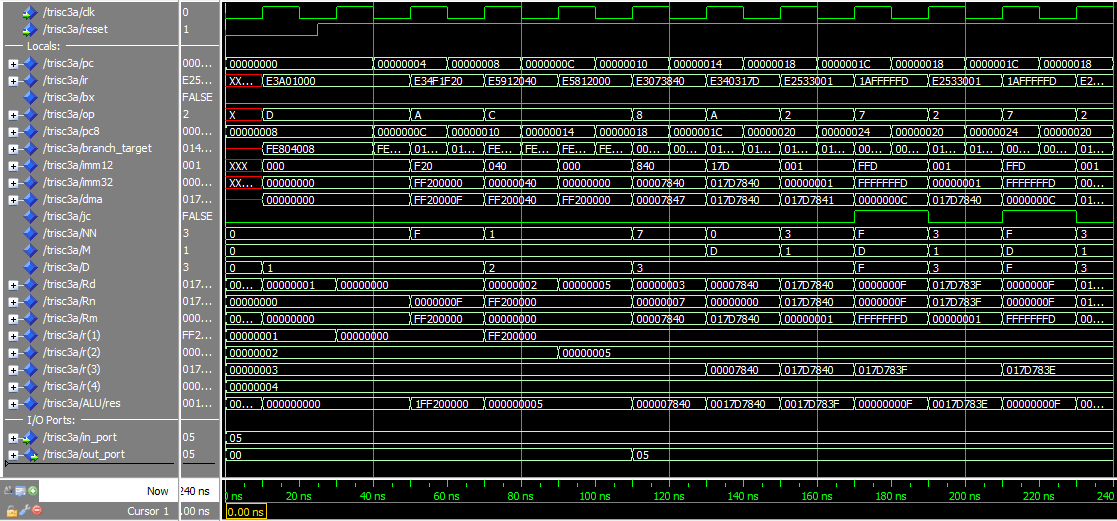 /trisc3a/clk 0
/trisc3a/reset 1
Locals:
/trisc3a/pc 000... 00000000 00000004 00000008 0000000C 00000010 00000014 00000018 0000001C 00000018 0000001C 00000018
/trisc3a/ir E25... XX... E3A01000 E34F1F20 E5912040 E5812000 E3073840 E340317D E2533001 1AFFFFFD E2533001 1AFFFFFD E2...
/trisc3a/bx FALSE
/trisc3a/op 2 X D A C 8 A 2 7 2 7 2
/trisc3a/pc8 000... 00000008 0000000C 00000010 00000014 00000018 0000001C 00000020 00000024 00000020 00000024 00000020
/trisc3a/branch_target 014... FE804008 FE... 01... 01... FE... FE... FE... FE... 00... 01... 01... 01... 01... 00... 01... 00... 01... 00... 01...
/trisc3a/imm12 001 XXX 000 F20 040 000 840 17D 001 FFD 001 FFD 001
/trisc3a/imm32 000... XX... 00000000 FF200000 00000040 00000000 00007840 017D7840 00000001 FFFFFFFD 00000001 FFFFFFFD 00...
/trisc3a/dma 017... 00000000 FF20000F FF200040 FF200000 00007847 017D7840 017D7841 0000000C 017D7840 0000000C 01...
/trisc3a/jc FALSE
/trisc3a/NN 3 0 F 1 7 0 3 F 3 F 3
/trisc3a/M 1 0 D 1 D 1 D 1
/trisc3a/D 3 0 1 2 3 F 3 F 3
/trisc3a/Rd 017... 00... 00000001 00000000 00000002 00000005 00000003 00007840 017D7840 0000000F 017D783F 0000000F 01...
/trisc3a/Rn 017... 00000000 0000000F FF200000 00000007 00000000 017D7840 0000000F 017D783F 0000000F 01...
/trisc3a/Rm 000... 00... 00000000 FF200000 00000000 00007840 017D7840 00000001 FFFFFFFD 00000001 FFFFFFFD 00...
/trisc3a/r(1) FF2... 00000001 00000000 FF200000
/trisc3a/r(2) 000... 00000002 00000005
/trisc3a/r(3) 017... 00000003 00007840 017D7840 017D783F 017D783E
/trisc3a/r(4) 000... 00000004
/trisc3a/ALU/res 001... 00... 000000000 1FF200000 000000005 000007840 0017D7840 0017D783F 00000000F 0017D783E 00000000F 00...
I/O Ports:
/trisc3a/in_port 05 05
/trisc3a/out_port 05 00 05
Now 240 ns 20 ns 40 ns 60 ns 80 ns 100 ns 120 ns 140 ns 160 ns 180 ns 200 ns 220 ns 240
Cursor 1 .00 ns 0.00 ns